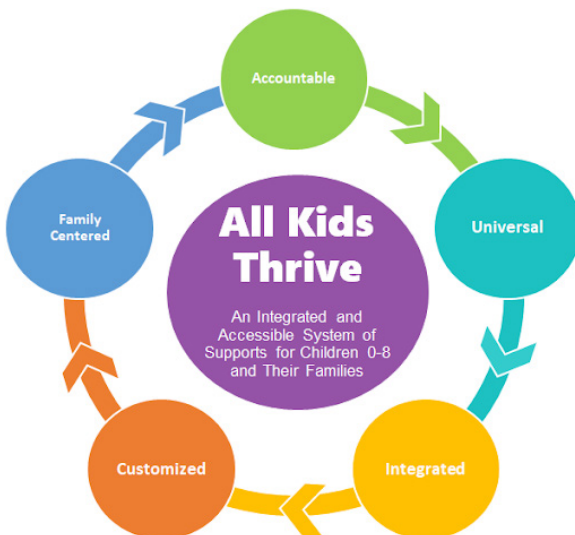 Accountable
Universal
Integrated
Customized
Family
Centered
All Kids
Thrive
An Integrated and
Accessible System of
Supports for Children 0-8
and Their Families